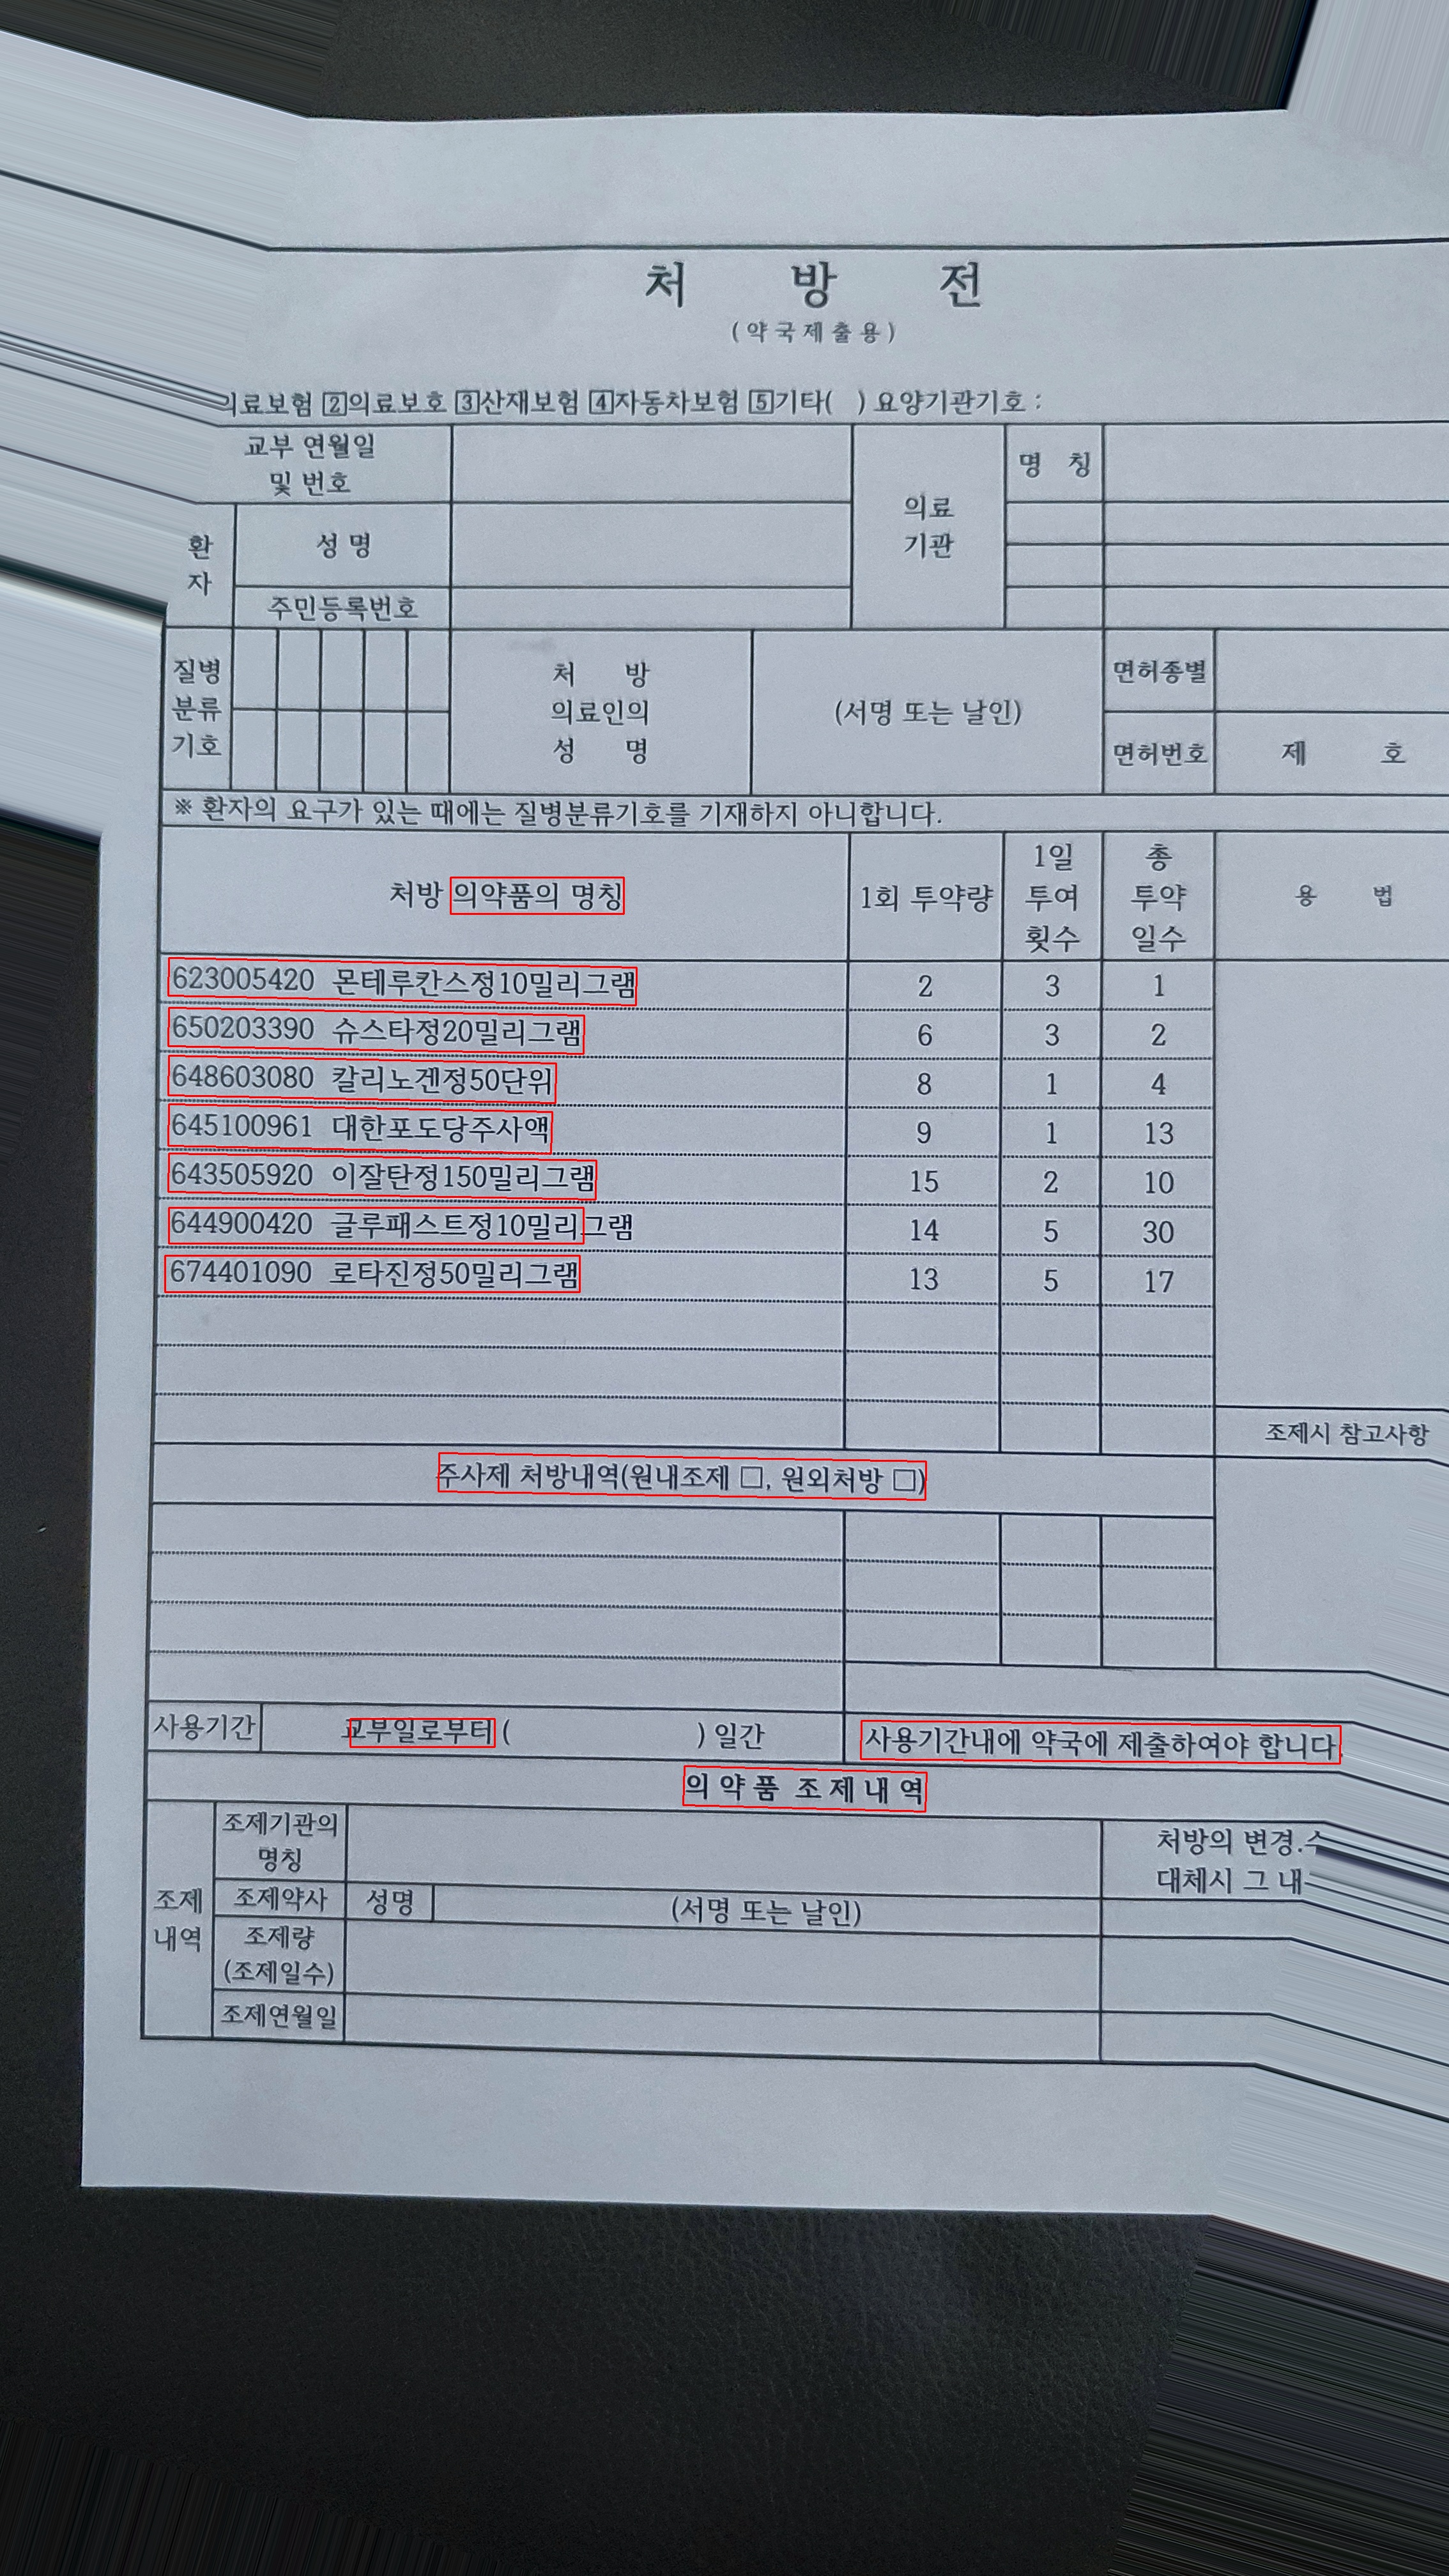 처 방 전
(약국제출용)
의료보험 2의료보호 3산재보험 4자동차보험 5기타( ) 요양기관기호 :
교부 연월일
및 번호
의료
기관
명 칭
환
자
성 명
주민등록번호
질병
분류
기호
처 방
의료인의
성 명
(서명 또는 날인)
면허종별
면허번호
제 호
※ 환자의 요구가 있는 때에는 질병분류기호를 기재하지 아니합니다.
처방 의약품의 명칭
1회 투약량
1일
투여
횟수
총
투약
일수
용 법
623005420 몬테루칸스정10밀리그램 2 3 1
650203390 슈스타정20밀리그램 6 3 2
648603080 칼리노겐정50단위 8 1 4
645100961 대한포도당주사액 9 1 13
643505920 이잘탄정150밀리그램 15 2 10
644900420 글루패스트정10밀리그램 14 5 30
674401090 로타진정50밀리그램 13 5 17
조제시 참고사항
주사제 처방내역(원내조제 □, 원외처방 □)
사용기간 교부일로부터 ( ) 일간 사용기간내에 약국에 제출하여야 합니다.
의 약 품 조 제 내 역
조제
내역
조제기관의
명칭
처방의 변경.
대체시 그 내
조제약사 성명 (서명 또는 날인)
조제량
(조제일수)
조제연월일